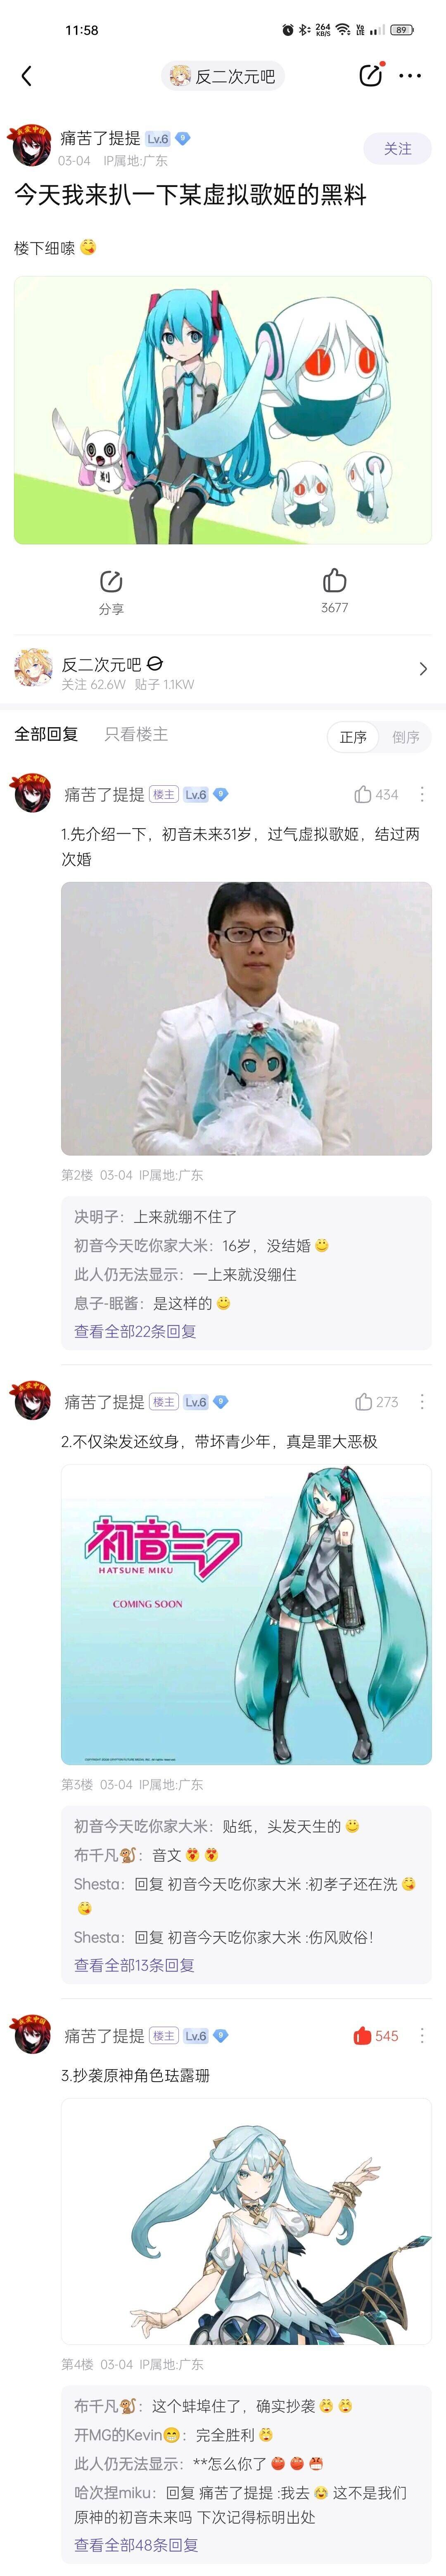 11:58
264 KB/S
Vo LTE
89
反二次元吧
痛苦了提提 Lv.6 9
03-04 IP属地:广东
关注
今天我来扒一下某虚拟歌姬的黑料
楼下细嗦😋
别
分享
3677
反二次元吧
关注 62.6W 贴子 1.1KW
全部回复 只看楼主
正序 倒序
痛苦了提提 楼主 Lv.6 9
434
1.先介绍一下，初音未来31岁，过气虚拟歌姬，结过两
次婚
第2楼 03-04 IP属地:广东
决明子：上来就绷不住了
初音今天吃你家大米：16岁，没结婚🙂
此人仍无法显示：一上来就没绷住
息子-眠酱：是这样的🙂
查看全部22条回复
痛苦了提提 楼主 Lv.6 9
273
2.不仅染发还纹身，带坏青少年，真是罪大恶极
初音ミク
HATSUNE MIKU
COMING SOON
01
第3楼 03-04 IP属地:广东
初音今天吃你家大米：贴纸，头发天生的🙂
布千凡🐒：音文😍😍
Shesta：回复 初音今天吃你家大米 :初孝子还在洗😋
😋
Shesta：回复 初音今天吃你家大米 :伤风败俗！
查看全部13条回复
痛苦了提提 楼主 Lv.6 9
545
3.抄袭原神角色珐露珊
第4楼 03-04 IP属地:广东
布千凡🐒：这个蚌埠住了，确实抄袭😂😂
开MG的Kevin😁：完全胜利😂
此人仍无法显示：**怎么你了😡😡😷
哈次捏miku：回复 痛苦了提提 :我去😂这不是我们
原神的初音未来吗 下次记得标明出处
查看全部48条回复